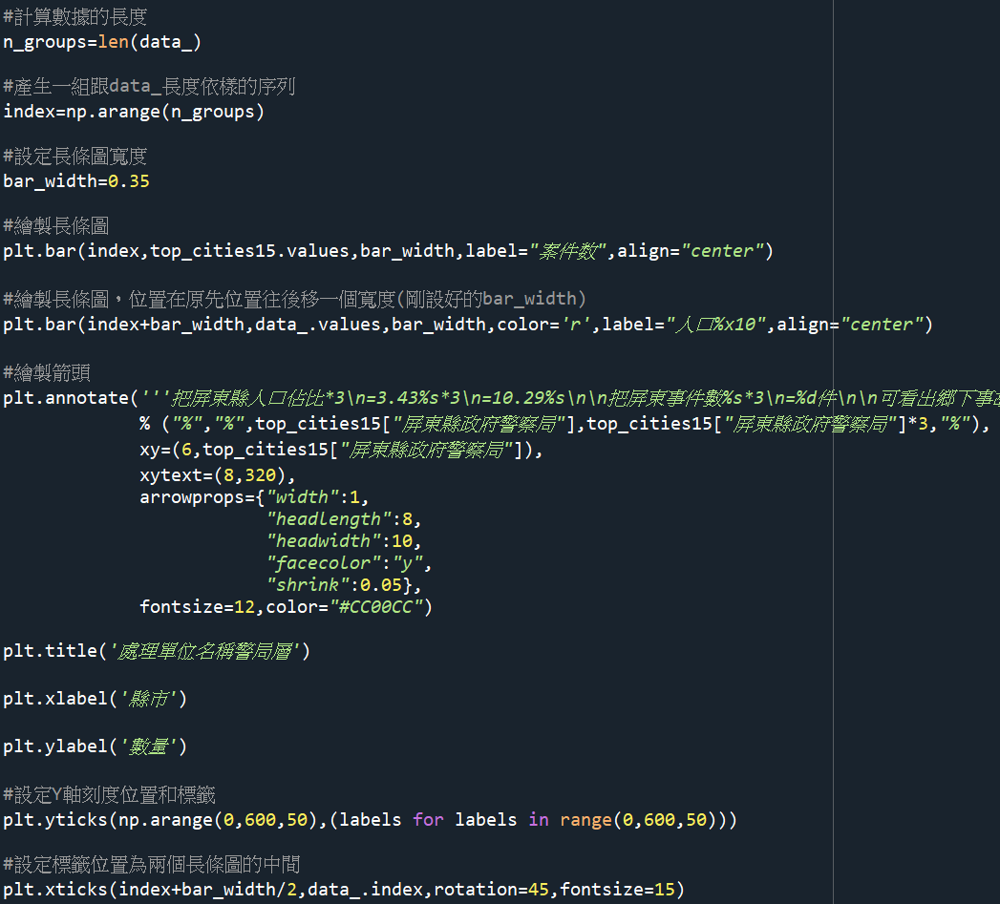 #計算數據的長度
n_groups=len(data_)
#產生一組跟data_長度依樣的序列
index=np.arange(n_groups)
#設定長條圖寬度
bar_width=0.35
#繪製長條圖
plt.bar(index,top_cities15.values,bar_width,label="案件数",align="center")
#繪製長條圖，位置在原先位置往後移一個寬度(剛設好的bar_width)
plt.bar(index+bar_width,data_.values,bar_width,color='r',label="人口%x10",align="center")
#繪製箭頭
plt.annotate('''把屏東縣人口佔比*3\n=3.43%s*3\n=10.29%s\n\n把屏東事件數%s*3\n=%d件\n\n可看出鄉下事故
% ("%","%",top_cities15["屏東縣政府警察局"],top_cities15["屏東縣政府警察局"]*3,"%"),
xy=(6,top_cities15["屏東縣政府警察局"]),
xytext=(8,320),
arrowprops={"width":1,
"headlength":8,
"headwidth":10,
"facecolor":"y",
"shrink":0.05},
fontsize=12,color="#CC00CC")
plt.title('處理單位名稱警局層')
plt.xlabel('縣市')
plt.ylabel('數量')
#設定Y軸刻度位置和標籤
plt.yticks(np.arange(0,600,50),(labels for labels in range(0,600,50)))
#設定標籤位置為兩個長條圖的中間
plt.xticks(index+bar_width/2,data_.index,rotation=45,fontsize=15)